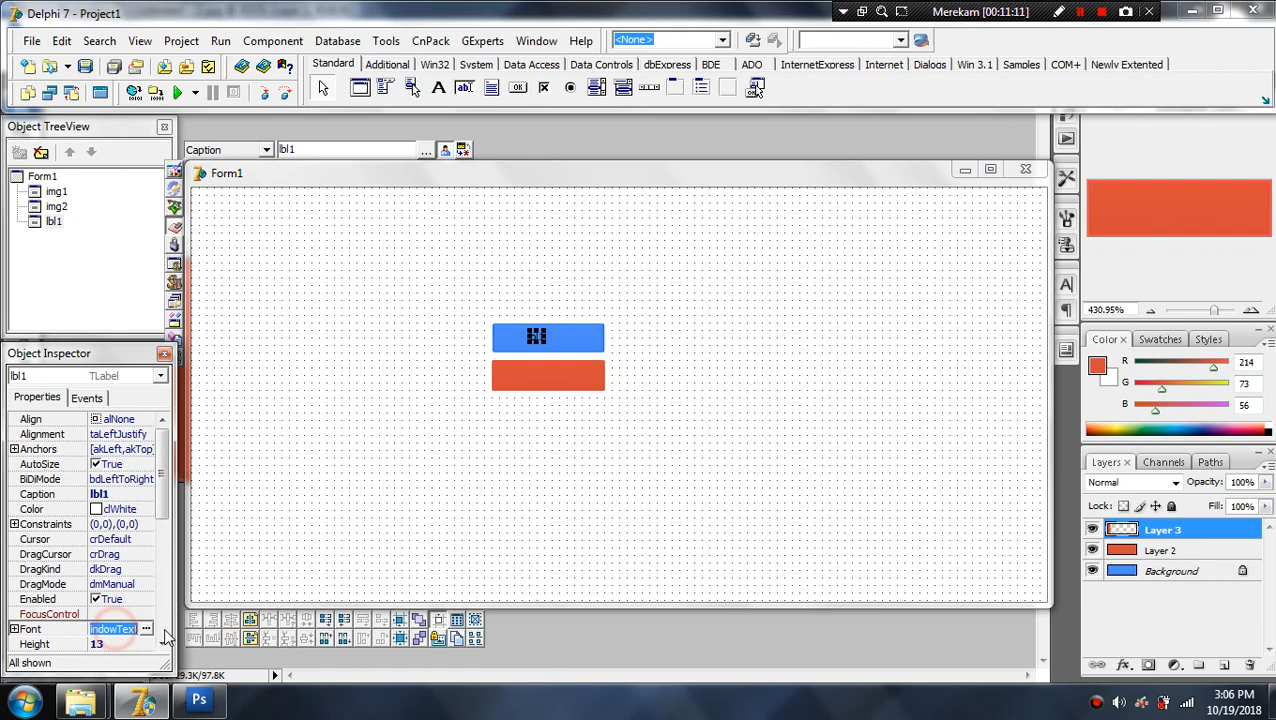 Delphi 7 - Project1
Merekam [00:11:11]
File Edit Search View Project Run Component Database Tools CnPack GExperts Window Help
<None>
Standard Additional Win32 System Data Access Data Controls dbExpress BDE ADO InternetExpress Internet Dialogs Win 3.1 Samples COM+ Newly Extented
Object TreeView
Form1
img1
img2
lbl1
Caption lbl1
Form1
Object Inspector
lbl1 TLabel
Properties Events
Align alNone
Alignment taLeftJustify
Anchors [akLeft,akTop]
AutoSize True
BiDiMode bdLeftToRight
Caption lbl1
Color clWhite
Constraints (0,0),(0,0)
Cursor crDefault
DragCursor crDrag
DragKind dkDrag
DragMode dmManual
Enabled True
FocusControl
Font indowText
Height 13
All shown
29.3K/97.8K
430.95%
Color Swatches Styles
R 214
G 73
B 56
Layers Channels Paths
Normal Opacity: 100%
Lock: Fill: 100%
Layer 3
Layer 2
Background
3:06 PM
10/19/2018